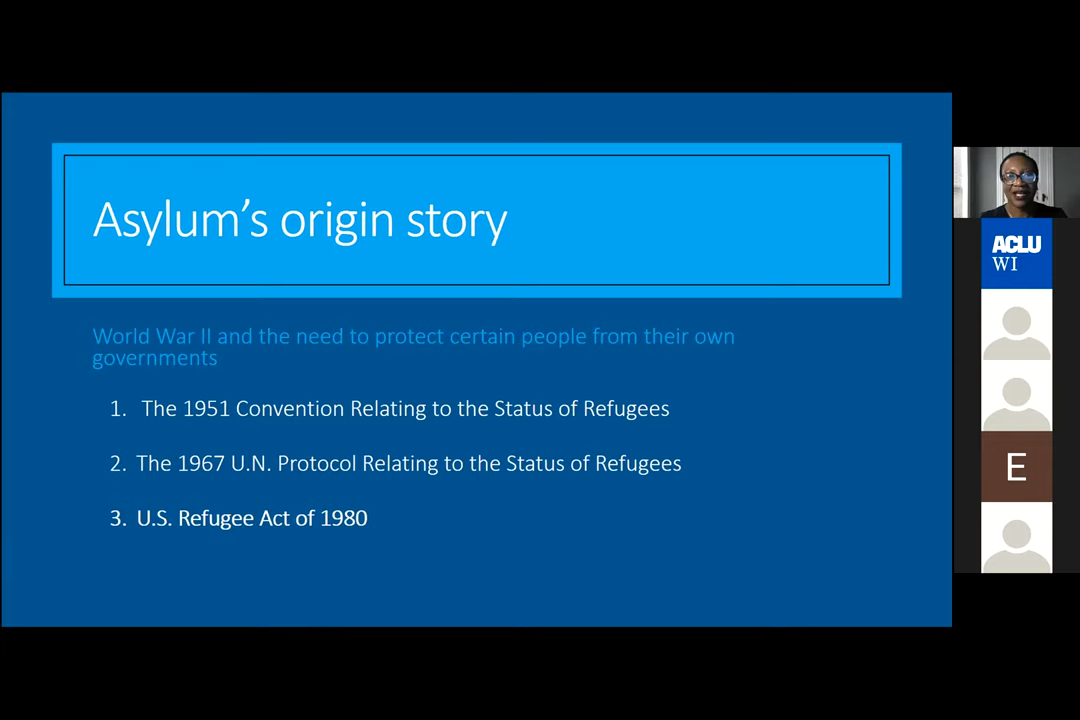 Asylum’s origin story
World War II and the need to protect certain people from their own
governments
1. The 1951 Convention Relating to the Status of Refugees
2. The 1967 U.N. Protocol Relating to the Status of Refugees
3. U.S. Refugee Act of 1980
ACLU
WI
E